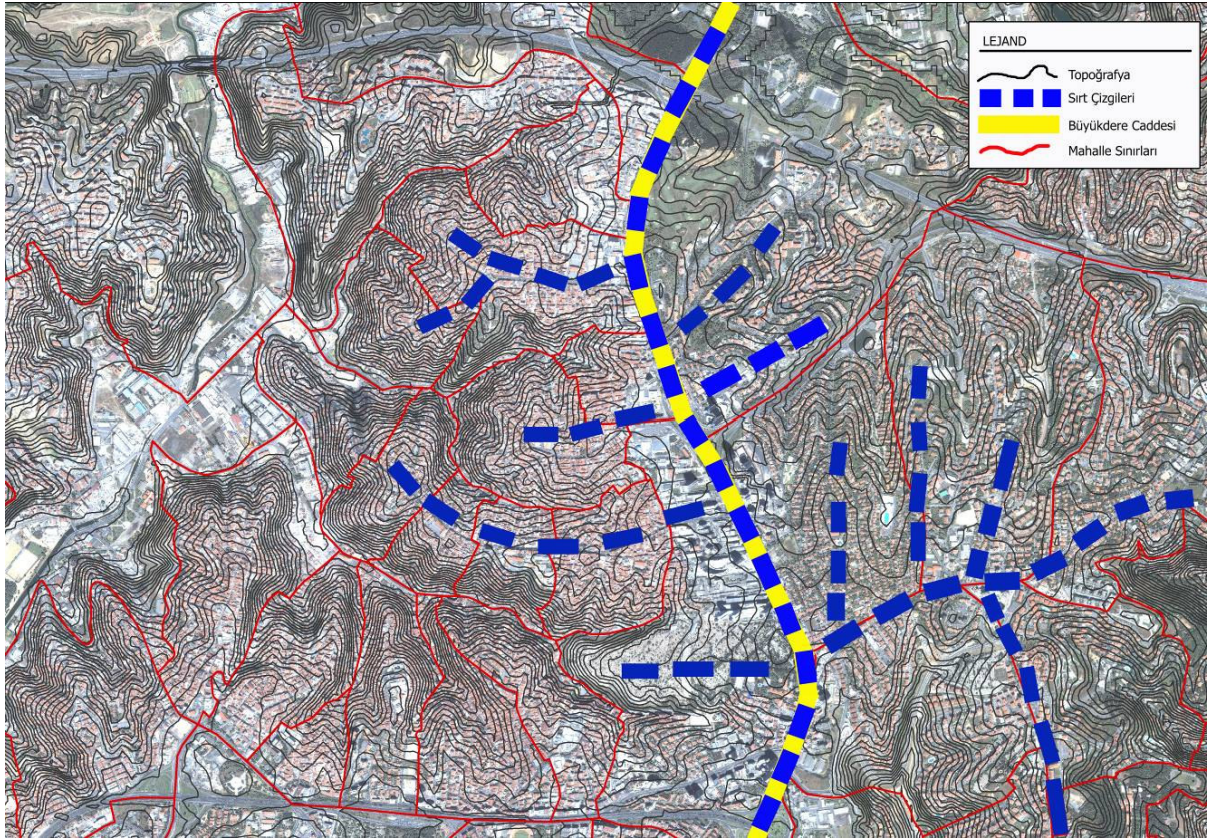 LEJAND
Topoğrafya
Sırt Çizgileri
Büyükdere Caddesi
Mahalle Sınırları